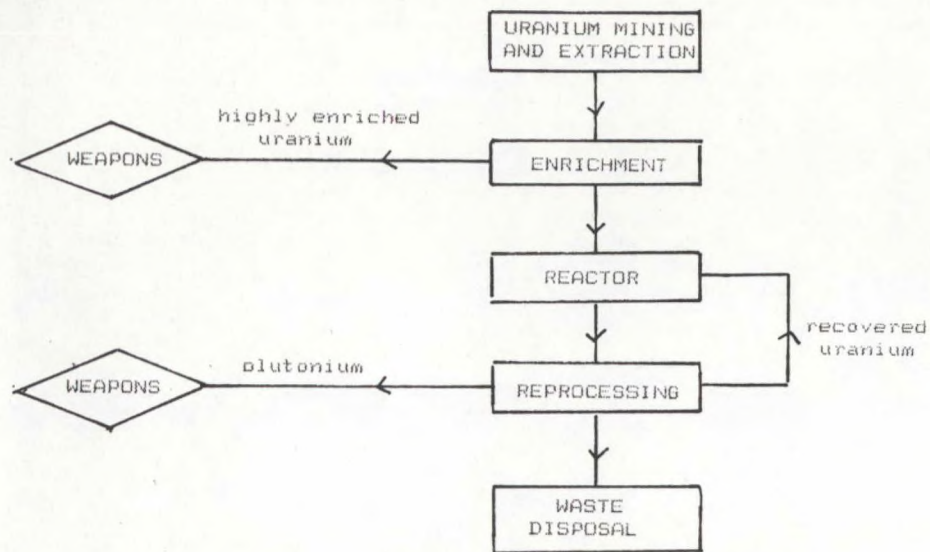 URANIUM MINING
AND EXTRACTION
highly enriched
uranium
WEAPONS
ENRICHMENT
REACTOR
recovered
uranium
plutonium
WEAPONS
REPROCESSING
WASTE
DISPOSAL